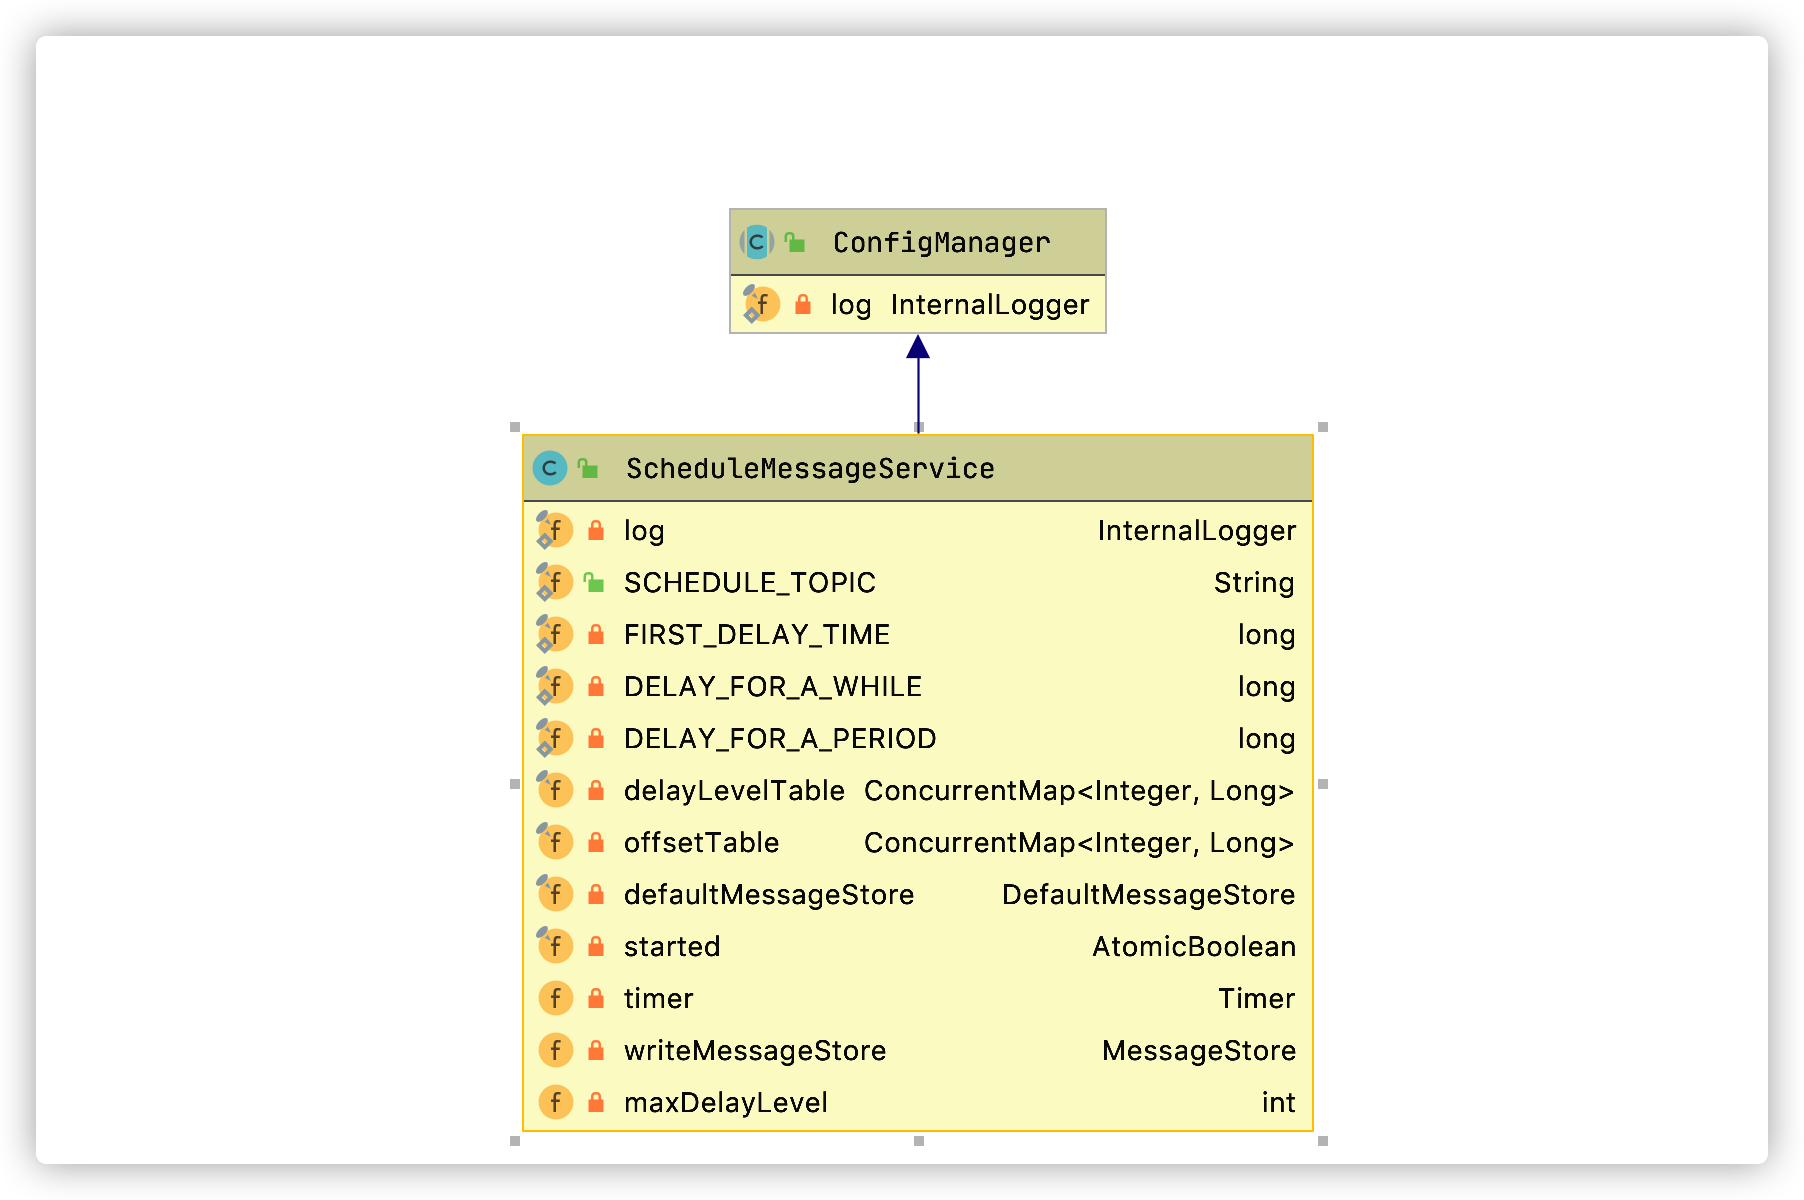 C ConfigManager
f log InternalLogger
C ScheduleMessageService
f log InternalLogger
f SCHEDULE_TOPIC String
f FIRST_DELAY_TIME long
f DELAY_FOR_A_WHILE long
f DELAY_FOR_A_PERIOD long
f delayLevelTable ConcurrentMap<Integer, Long>
f offsetTable ConcurrentMap<Integer, Long>
f defaultMessageStore DefaultMessageStore
f started AtomicBoolean
f timer Timer
f writeMessageStore MessageStore
f maxDelayLevel int